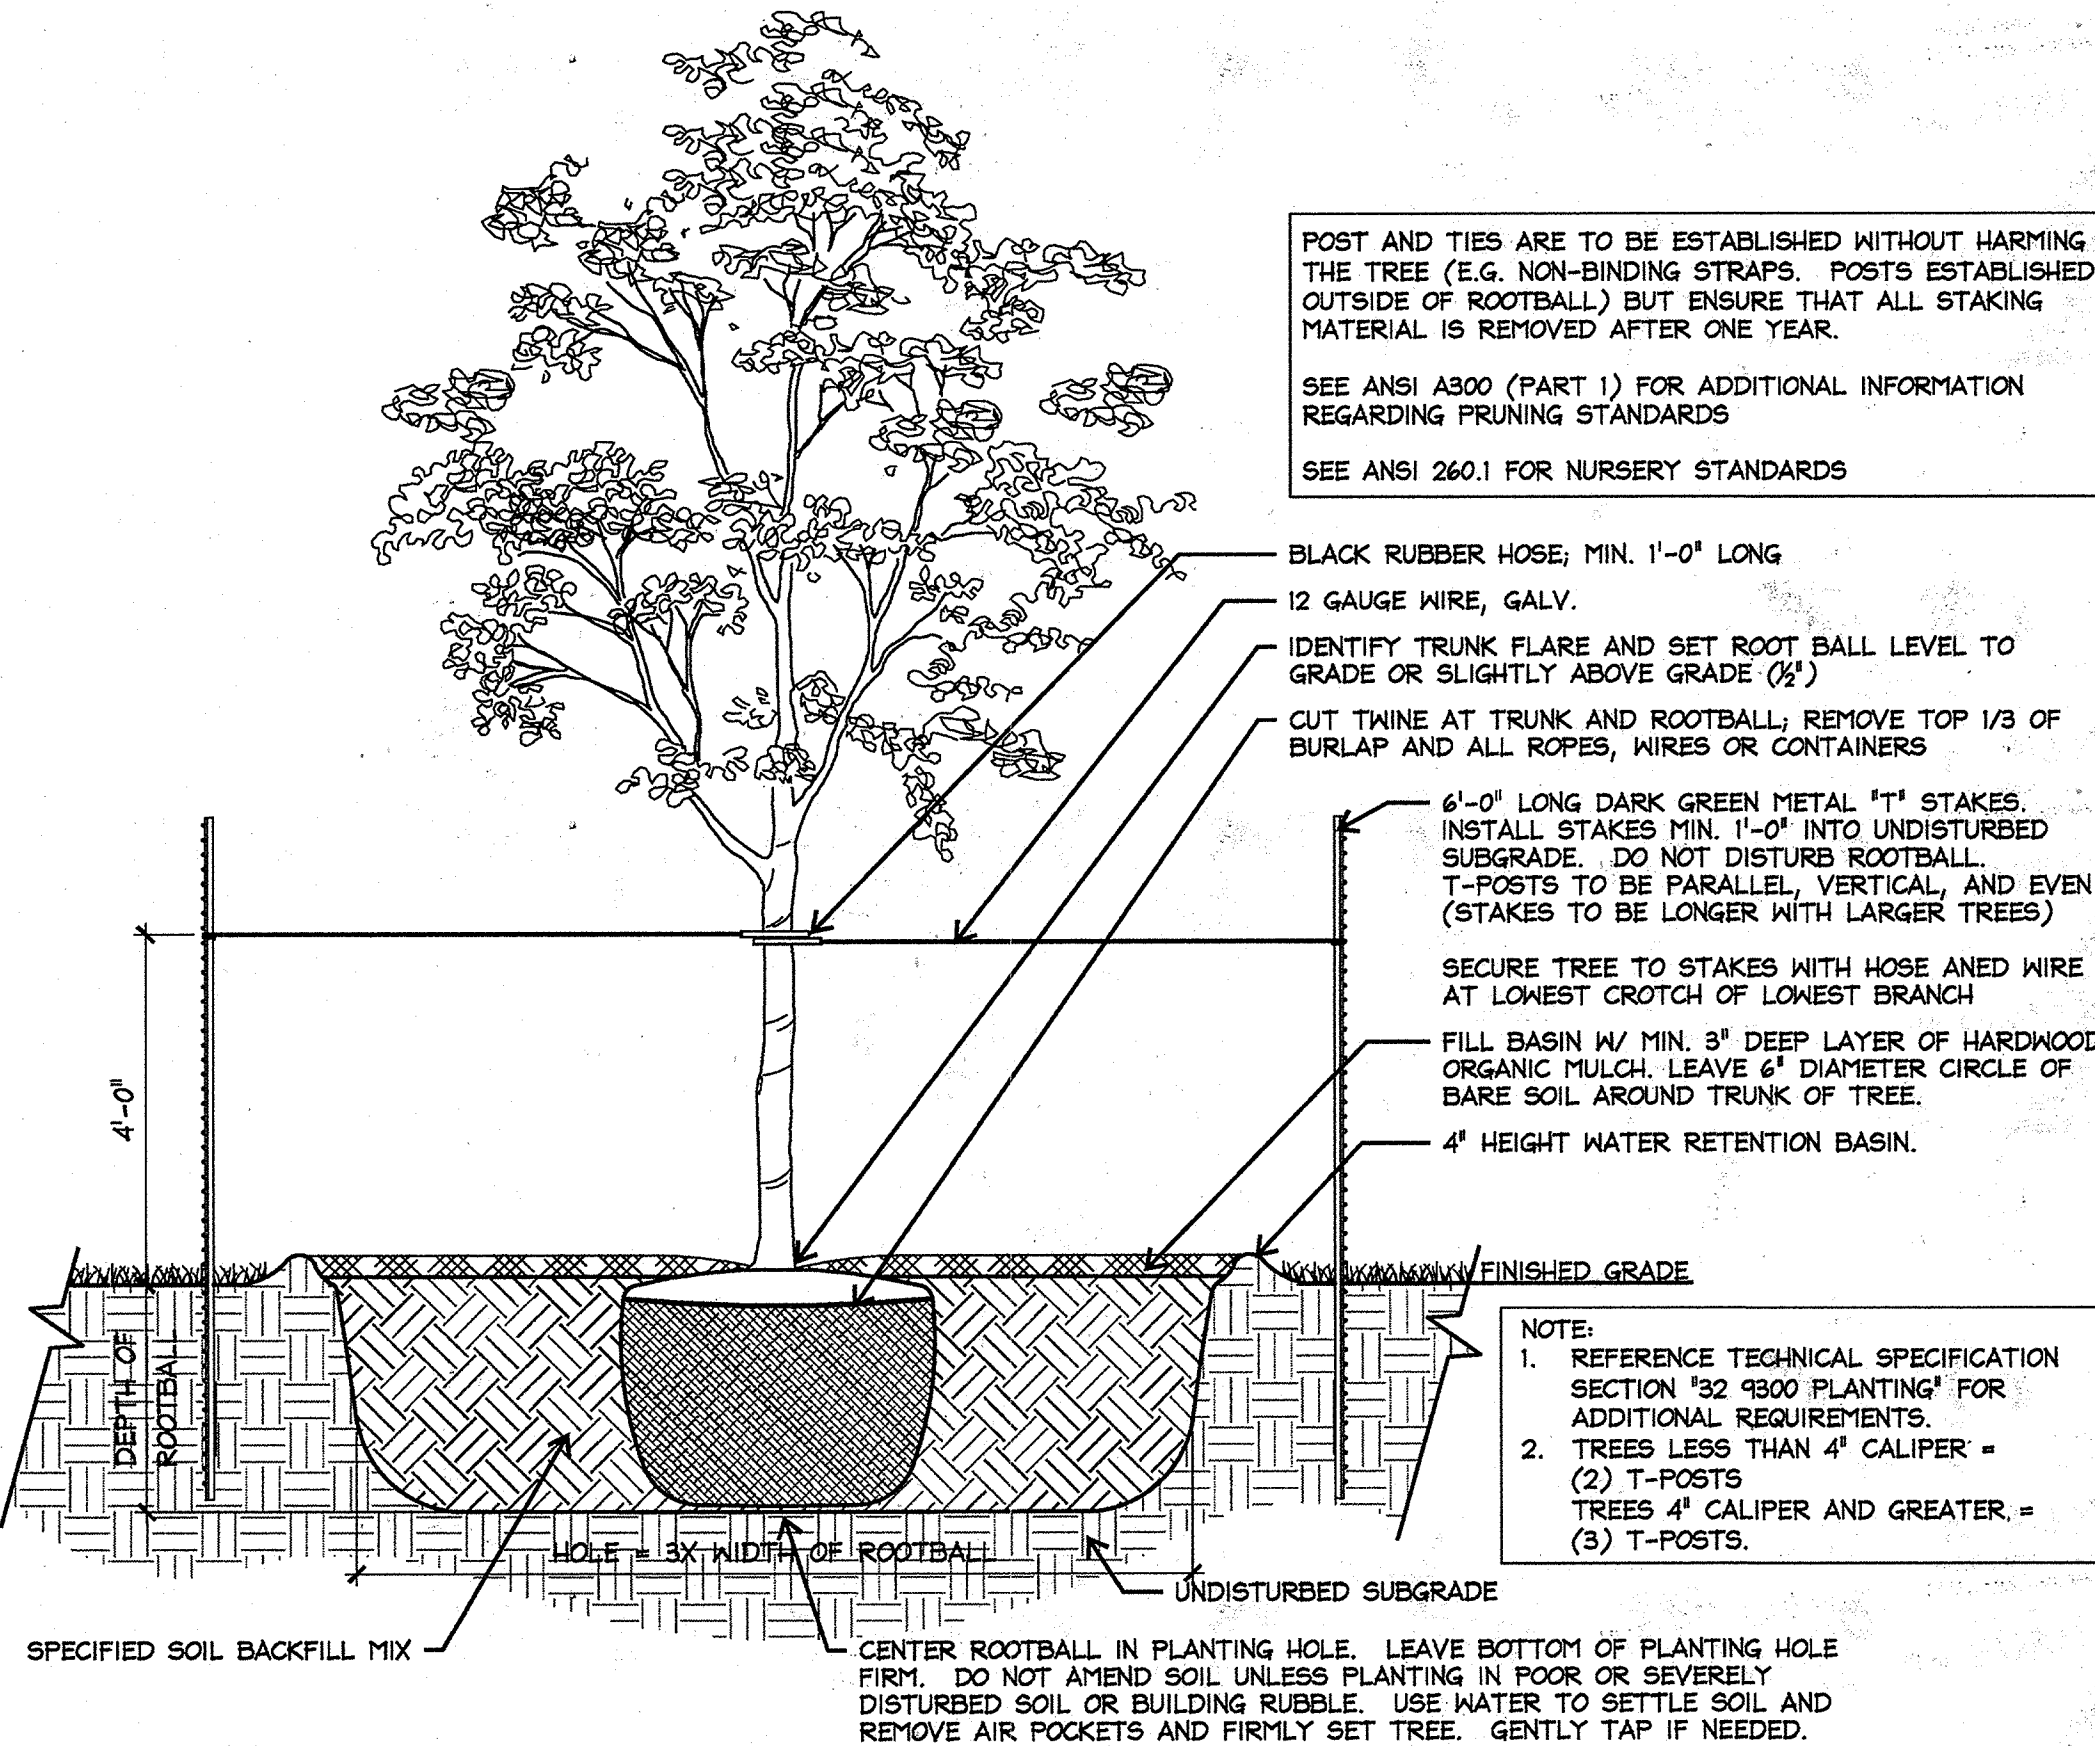 POST AND TIES ARE TO BE ESTABLISHED WITHOUT HARMING
THE TREE (E.G. NON-BINDING STRAPS. POSTS ESTABLISHED
OUTSIDE OF ROOTBALL) BUT ENSURE THAT ALL STAKING
MATERIAL IS REMOVED AFTER ONE YEAR.
SEE ANSI A300 (PART 1) FOR ADDITIONAL INFORMATION
REGARDING PRUNING STANDARDS
SEE ANSI 260.1 FOR NURSERY STANDARDS
BLACK RUBBER HOSE; MIN. 1'-0" LONG
12 GAUGE WIRE, GALV.
IDENTIFY TRUNK FLARE AND SET ROOT BALL LEVEL TO
GRADE OR SLIGHTLY ABOVE GRADE (½")
CUT TWINE AT TRUNK AND ROOTBALL; REMOVE TOP 1/3 OF
BURLAP AND ALL ROPES, WIRES OR CONTAINERS
6'-0" LONG DARK GREEN METAL "T" STAKES.
INSTALL STAKES MIN. 1'-0" INTO UNDISTURBED
SUBGRADE. DO NOT DISTURB ROOTBALL.
T-POSTS TO BE PARALLEL, VERTICAL, AND EVEN
(STAKES TO BE LONGER WITH LARGER TREES)
SECURE TREE TO STAKES WITH HOSE ANED WIRE
AT LOWEST CROTCH OF LOWEST BRANCH
FILL BASIN W/ MIN. 3" DEEP LAYER OF HARDWOOD
ORGANIC MULCH. LEAVE 6" DIAMETER CIRCLE OF
BARE SOIL AROUND TRUNK OF TREE.
4" HEIGHT WATER RETENTION BASIN.
4'-0"
FINISHED GRADE
DEPTH OF
ROOTBALL
NOTE:
1. REFERENCE TECHNICAL SPECIFICATION
SECTION "32 9300 PLANTING" FOR
ADDITIONAL REQUIREMENTS.
2. TREES LESS THAN 4" CALIPER =
(2) T-POSTS
TREES 4" CALIPER AND GREATER =
(3) T-POSTS.
HOLE = 3X WIDTH OF ROOTBALL
UNDISTURBED SUBGRADE
SPECIFIED SOIL BACKFILL MIX
CENTER ROOTBALL IN PLANTING HOLE. LEAVE BOTTOM OF PLANTING HOLE
FIRM. DO NOT AMEND SOIL UNLESS PLANTING IN POOR OR SEVERELY
DISTURBED SOIL OR BUILDING RUBBLE. USE WATER TO SETTLE SOIL AND
REMOVE AIR POCKETS AND FIRMLY SET TREE. GENTLY TAP IF NEEDED.